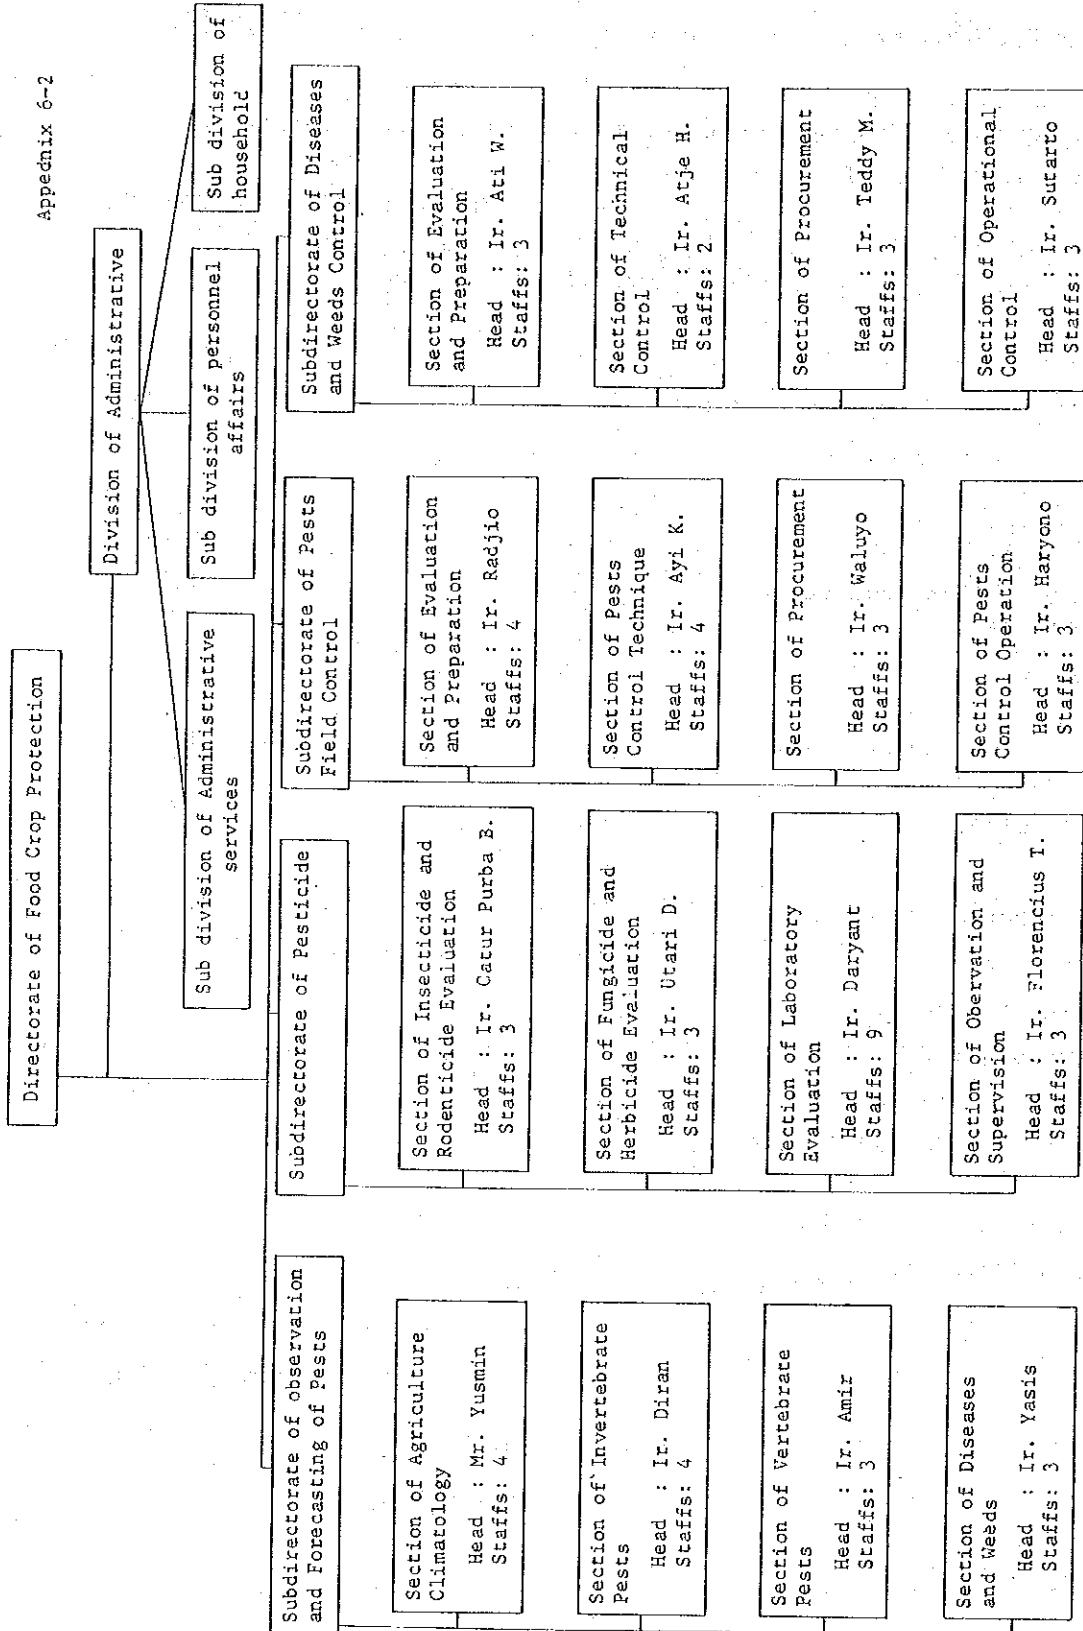 Appednix 6-2
Directorate of Food Crop Protection
Division of Administrative
Sub division of Administrative
services
Sub division of personnel
affairs
Sub division of
household
Subdirectorate of observation
and Forecasting of Pests
Section of Agriculture
Climatology
Head : Mr. Yusmin
Staffs: 4
Section of Invertebrate
Pests
Head : Ir. Diran
Staffs: 4
Section of Vertebrate
Pests
Head : Ir. Amir
Staffs: 3
Section of Diseases
and Weeds
Head : Ir. Yasis
Staffs: 3
Subdirectorate of Pesticide
Section of Insecticide and
Rodenticide Evaluation
Head : Ir. Catur Purba B.
Staffs: 3
Section of Fungicide and
Herbicide Evaluation
Head : Ir. Utari D.
Staffs: 3
Section of Laboratory
Evaluation
Head : Ir. Daryant
Staffs: 9
Section of Obervation and
Supervision
Head : Ir. Florencius T.
Staffs: 3
Subdirectorate of Pests
Field Control
Section of Evaluation
and Preparation
Head : Ir. Radjio
Staffs: 4
Section of Pests
Control Technique
Head : Ir. Ayi K.
Staffs: 4
Section of Procurement
Head : Ir. Waluyo
Staffs: 3
Section of Pests
Control Operation
Head : Ir. Haryono
Staffs: 3
Subdirectorate of Diseases
and Weeds Control
Section of Evaluation
and Preparation
Head : Ir. Ati W.
Staffs: 3
Section of Technical
Control
Head : Ir. Atje H.
Staffs: 2
Section of Procurement
Head : Ir. Teddy M.
Staffs: 3
Section of Operational
Control
Head : Ir. Sutarto
Staffs: 3